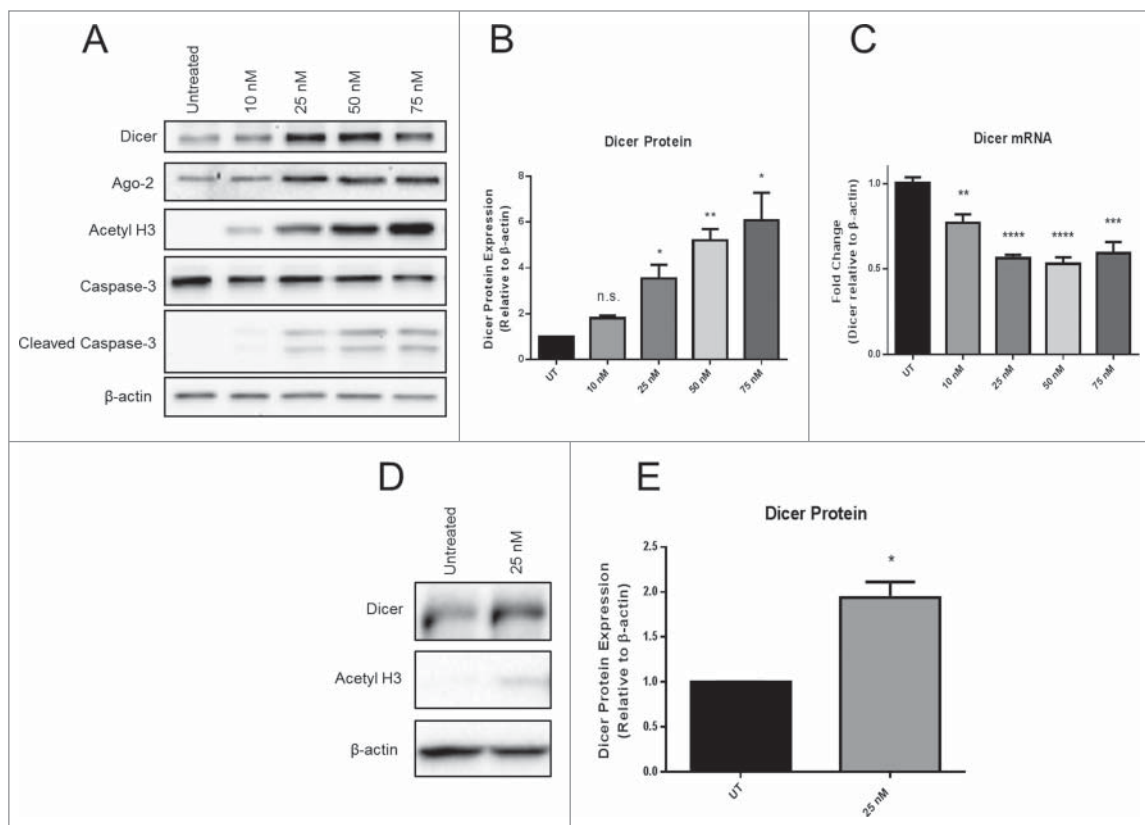 A
Untreated
10 nM
25 nM
50 nM
75 nM
Dicer
Ago-2
Acetyl H3
Caspase-3
Cleaved Caspase-3
β-actin
B
Dicer Protein
Dicer Protein Expression
(Relative to β-actin)
8
6
4
2
0
n.s.
*
**
*
UT
10 nM
25 nM
50 nM
75 nM
C
Dicer mRNA
Fold Change
(Dicer relative to β-actin)
1.0
0.5
0.0
**
****
****
***
UT
10 nM
25 nM
50 nM
75 nM
D
Untreated
25 nM
Dicer
Acetyl H3
β-actin
E
Dicer Protein
Dicer Protein Expression
(Relative to β-actin)
2.5
2.0
1.5
1.0
0.5
0.0
*
UT
25 nM